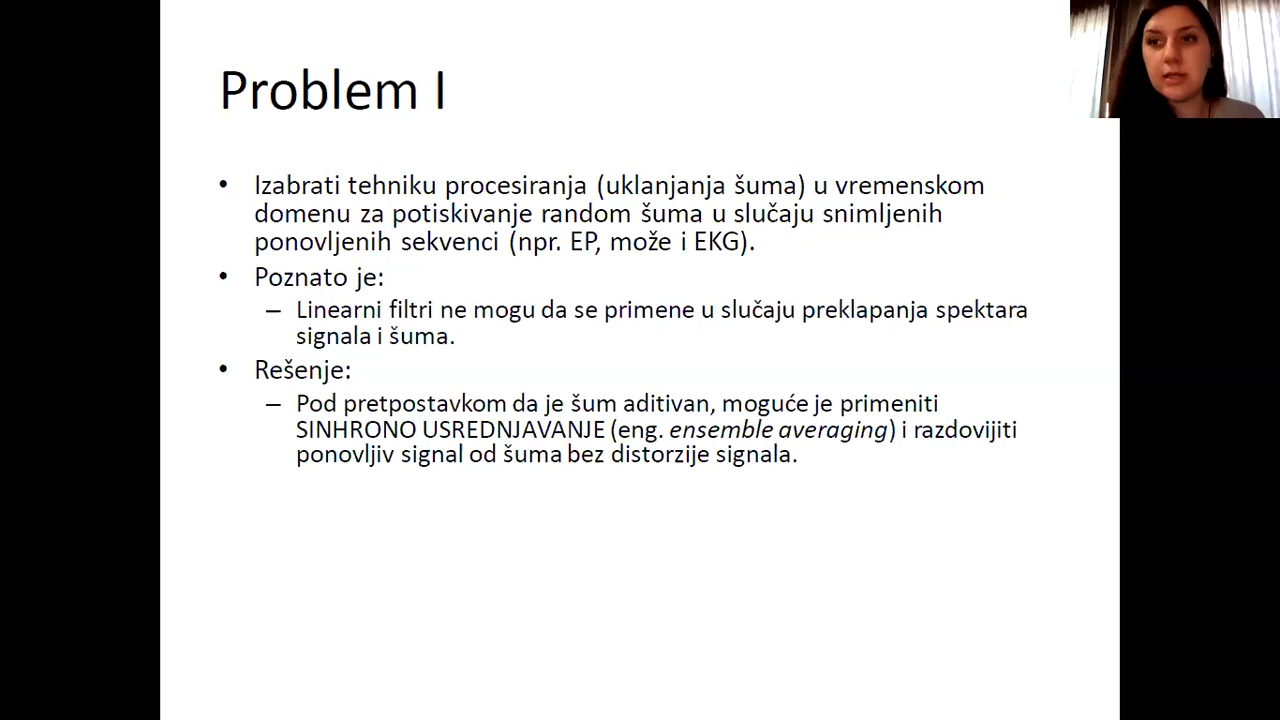 Problem I
• Izabrati tehniku procesiranja (uklanjanja šuma) u vremenskom
domenu za potiskivanje random šuma u slučaju snimljenih
ponovljenih sekvenci (npr. EP, može i EKG).
• Poznato je:
– Linearni filtri ne mogu da se primene u slučaju preklapanja spektara
signala i šuma.
• Rešenje:
– Pod pretpostavkom da je šum aditivan, moguće je primeniti
SINHRONO USREDNJAVANJE (eng. ensemble averaging) i razdovijiti
ponovljiv signal od šuma bez distorzije signala.